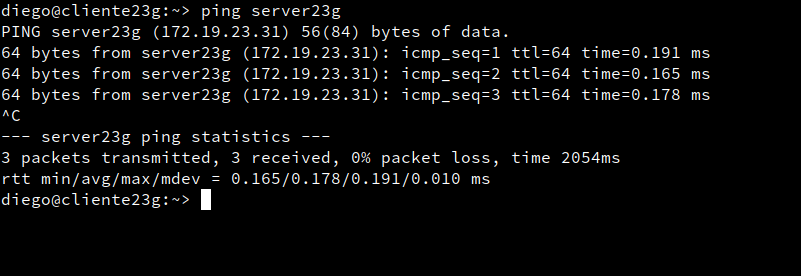 diego@cliente23g:~> ping server23g
PING server23g (172.19.23.31) 56(84) bytes of data.
64 bytes from server23g (172.19.23.31): icmp_seq=1 ttl=64 time=0.191 ms
64 bytes from server23g (172.19.23.31): icmp_seq=2 ttl=64 time=0.165 ms
64 bytes from server23g (172.19.23.31): icmp_seq=3 ttl=64 time=0.178 ms
^C
--- server23g ping statistics ---
3 packets transmitted, 3 received, 0% packet loss, time 2054ms
rtt min/avg/max/mdev = 0.165/0.178/0.191/0.010 ms
diego@cliente23g:~>